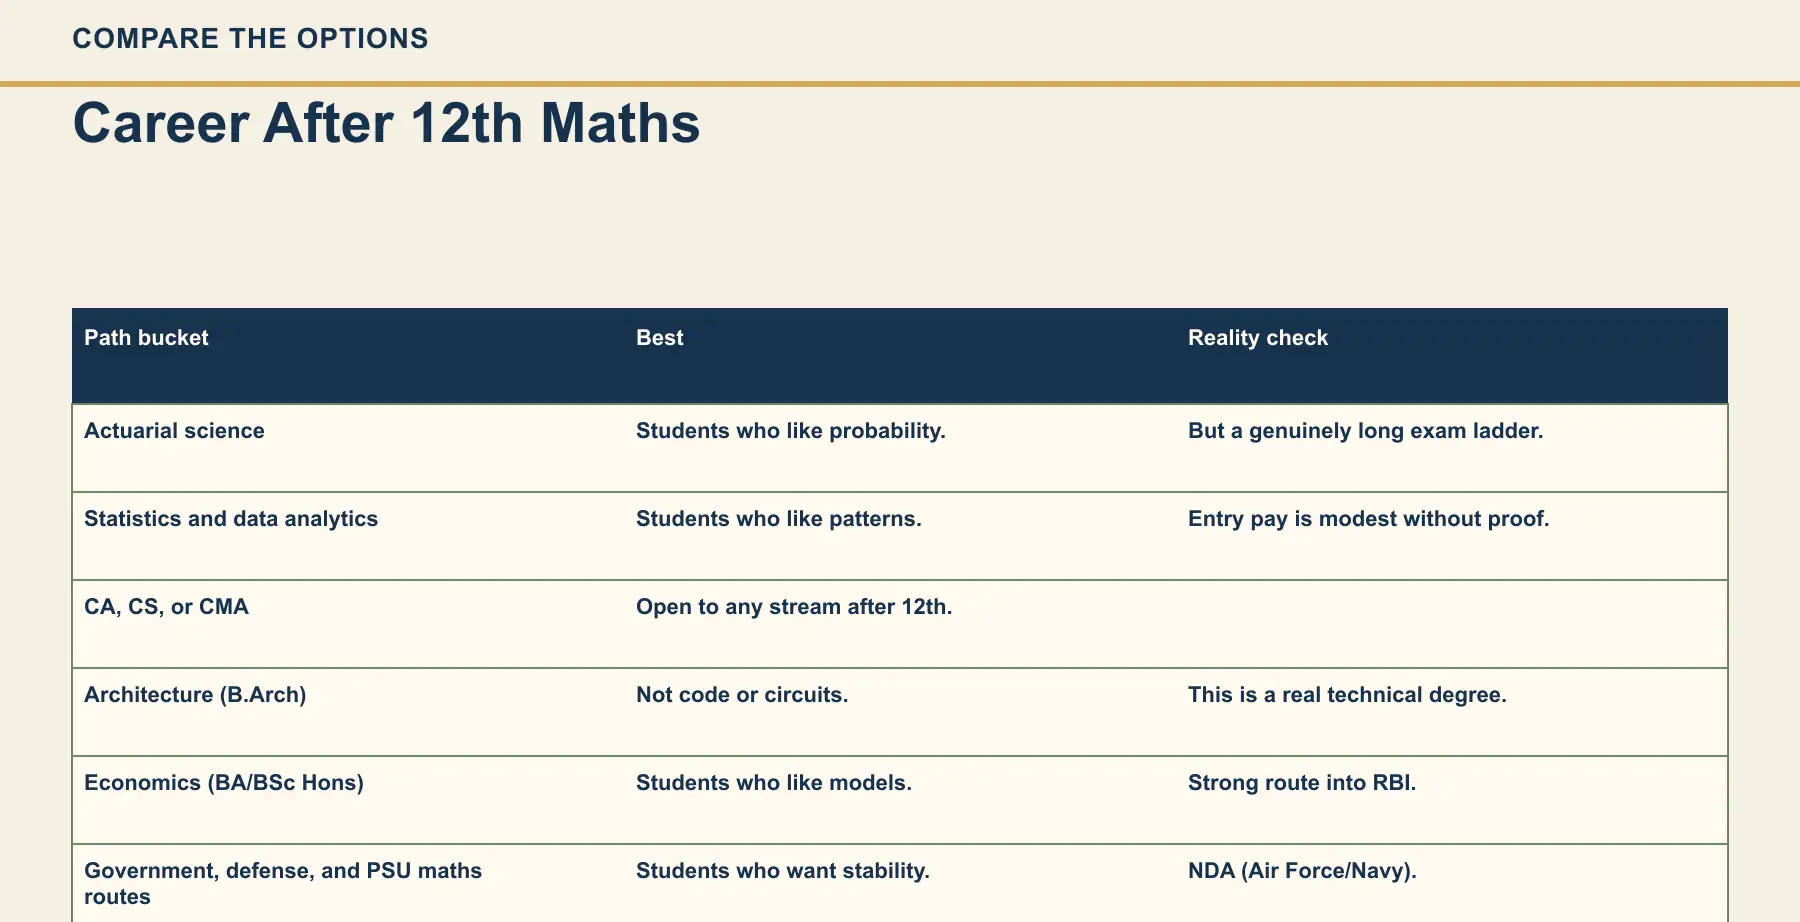 COMPARE THE OPTIONS
Career After 12th Maths
Path bucket Best Reality check
Actuarial science Students who like probability. But a genuinely long exam ladder.
Statistics and data analytics Students who like patterns. Entry pay is modest without proof.
CA, CS, or CMA Open to any stream after 12th.
Architecture (B.Arch) Not code or circuits. This is a real technical degree.
Economics (BA/BSc Hons) Students who like models. Strong route into RBI.
Government, defense, and PSU maths Students who want stability. NDA (Air Force/Navy).
routes